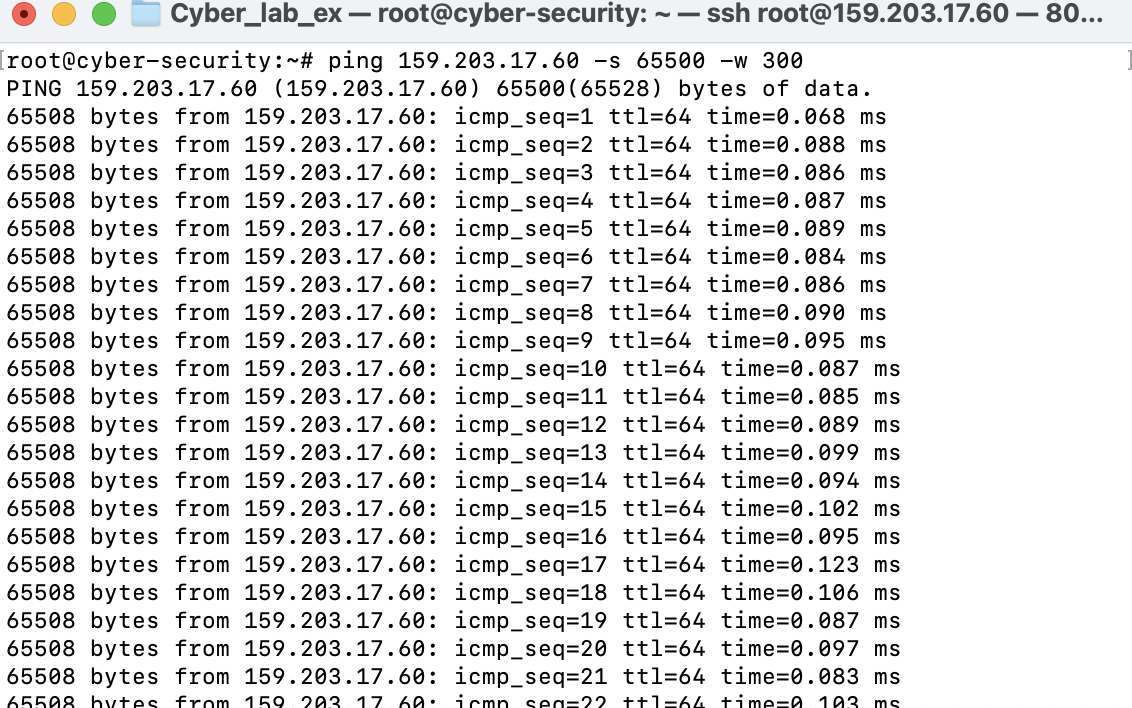 Cyber_lab_ex — root@cyber-security: ~ — ssh root@159.203.17.60 — 80...
[root@cyber-security:~# ping 159.203.17.60 -s 65500 -w 300 ]
PING 159.203.17.60 (159.203.17.60) 65500(65528) bytes of data.
65508 bytes from 159.203.17.60: icmp_seq=1 ttl=64 time=0.068 ms
65508 bytes from 159.203.17.60: icmp_seq=2 ttl=64 time=0.088 ms
65508 bytes from 159.203.17.60: icmp_seq=3 ttl=64 time=0.086 ms
65508 bytes from 159.203.17.60: icmp_seq=4 ttl=64 time=0.087 ms
65508 bytes from 159.203.17.60: icmp_seq=5 ttl=64 time=0.089 ms
65508 bytes from 159.203.17.60: icmp_seq=6 ttl=64 time=0.084 ms
65508 bytes from 159.203.17.60: icmp_seq=7 ttl=64 time=0.086 ms
65508 bytes from 159.203.17.60: icmp_seq=8 ttl=64 time=0.090 ms
65508 bytes from 159.203.17.60: icmp_seq=9 ttl=64 time=0.095 ms
65508 bytes from 159.203.17.60: icmp_seq=10 ttl=64 time=0.087 ms
65508 bytes from 159.203.17.60: icmp_seq=11 ttl=64 time=0.085 ms
65508 bytes from 159.203.17.60: icmp_seq=12 ttl=64 time=0.089 ms
65508 bytes from 159.203.17.60: icmp_seq=13 ttl=64 time=0.099 ms
65508 bytes from 159.203.17.60: icmp_seq=14 ttl=64 time=0.094 ms
65508 bytes from 159.203.17.60: icmp_seq=15 ttl=64 time=0.102 ms
65508 bytes from 159.203.17.60: icmp_seq=16 ttl=64 time=0.095 ms
65508 bytes from 159.203.17.60: icmp_seq=17 ttl=64 time=0.123 ms
65508 bytes from 159.203.17.60: icmp_seq=18 ttl=64 time=0.106 ms
65508 bytes from 159.203.17.60: icmp_seq=19 ttl=64 time=0.087 ms
65508 bytes from 159.203.17.60: icmp_seq=20 ttl=64 time=0.097 ms
65508 bytes from 159.203.17.60: icmp_seq=21 ttl=64 time=0.083 ms
65508 bytes from 159.203.17.60: icmp_seq=22 ttl=64 time=0.103 ms